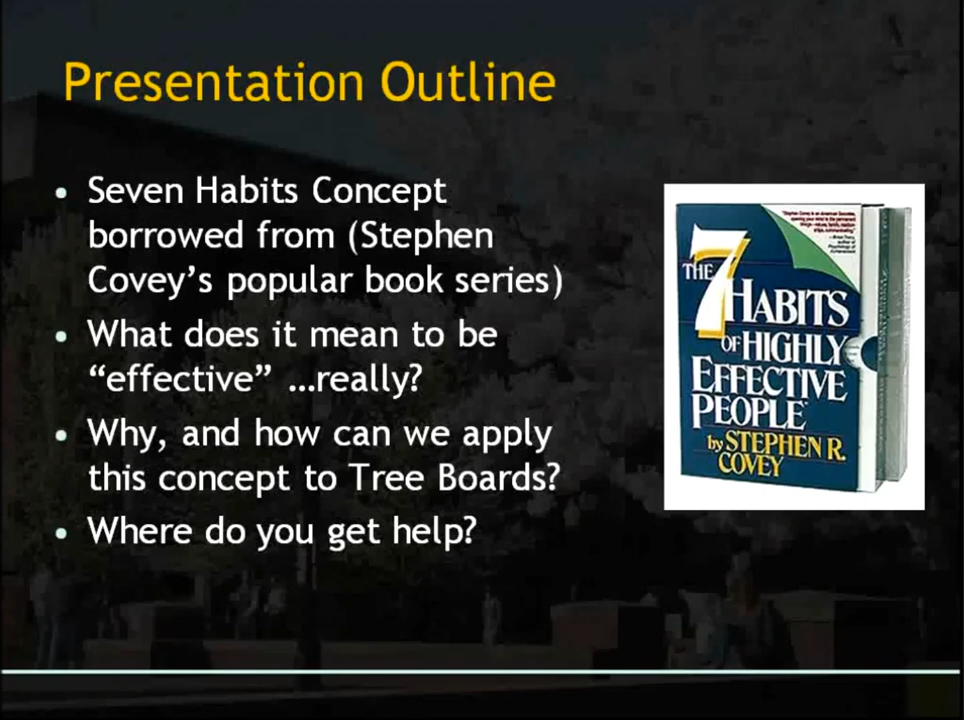 Presentation Outline
• Seven Habits Concept
borrowed from (Stephen
Covey's popular book series)
• What does it mean to be
“effective” …really?
• Why, and how can we apply
this concept to Tree Boards?
• Where do you get help?
THE 7 HABITS
OF HIGHLY
EFFECTIVE
PEOPLE
by STEPHEN R.
COVEY